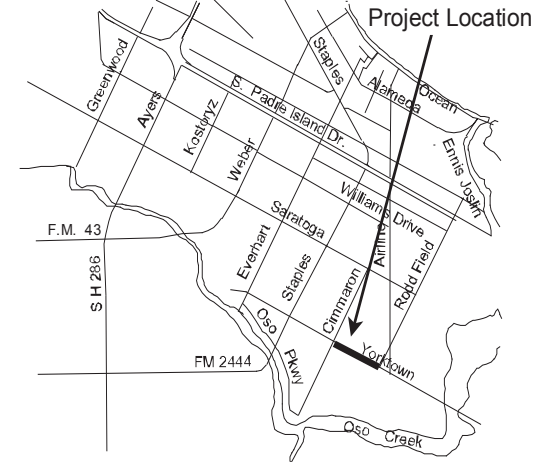 Project Location
Greenwood
Ayers
Kostoryz
Weber
Staples
S. Padre Island Dr.
Alameda
Ocean
Ennis Joslin
Williams Drive
Saratoga
Airline
Rodd Field
F.M. 43
S H 286
Everhart
Staples
Cimmaron
Oso
Pkwy
Yorktown
FM 2444
Oso Creek